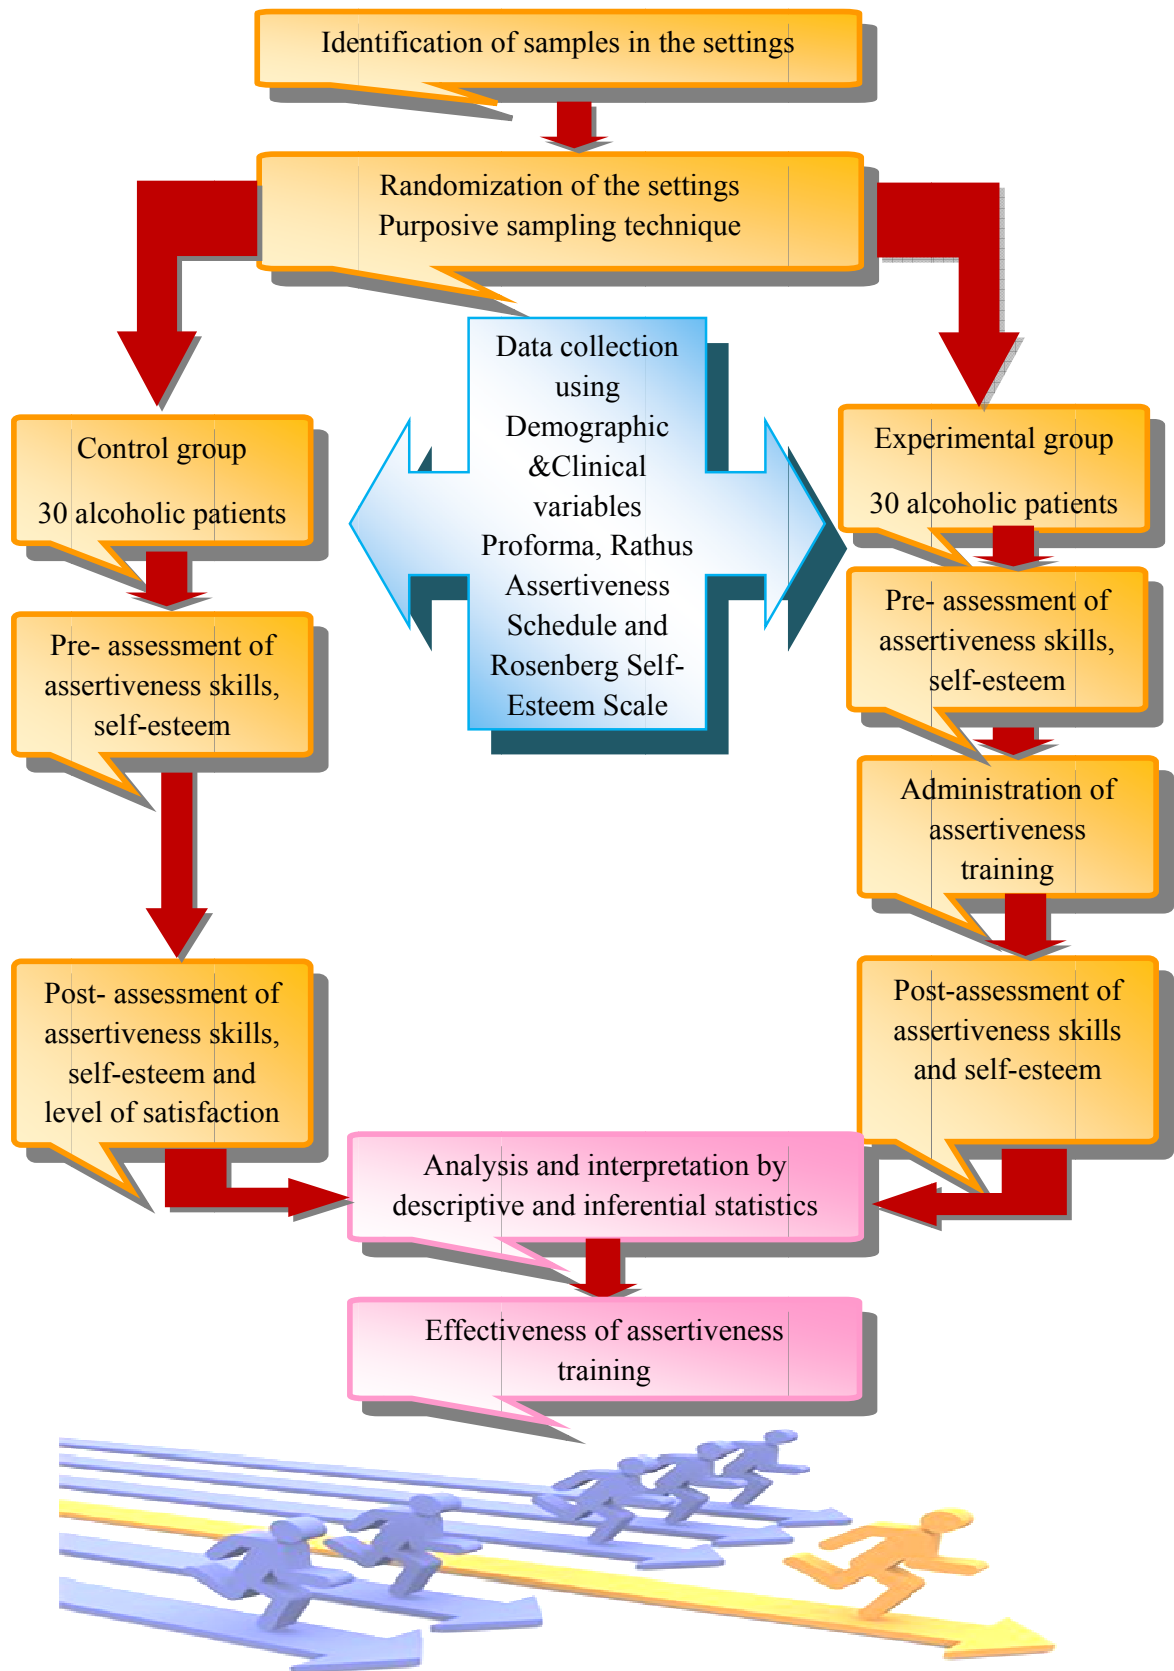 Identification of samples in the settings
Randomization of the settings
Purposive sampling technique
Data collection
using
Demographic
&Clinical
variables
Proforma, Rathus
Assertiveness
Schedule and
Rosenberg Self-
Esteem Scale
Control group
30 alcoholic patients
Experimental group
30 alcoholic patients
Pre- assessment of
assertiveness skills,
self-esteem
Pre- assessment of
assertiveness skills,
self-esteem
Administration of
assertiveness
training
Post- assessment of
assertiveness skills,
self-esteem and
level of satisfaction
Post-assessment of
assertiveness skills
and self-esteem
Analysis and interpretation by
descriptive and inferential statistics
Effectiveness of assertiveness
training